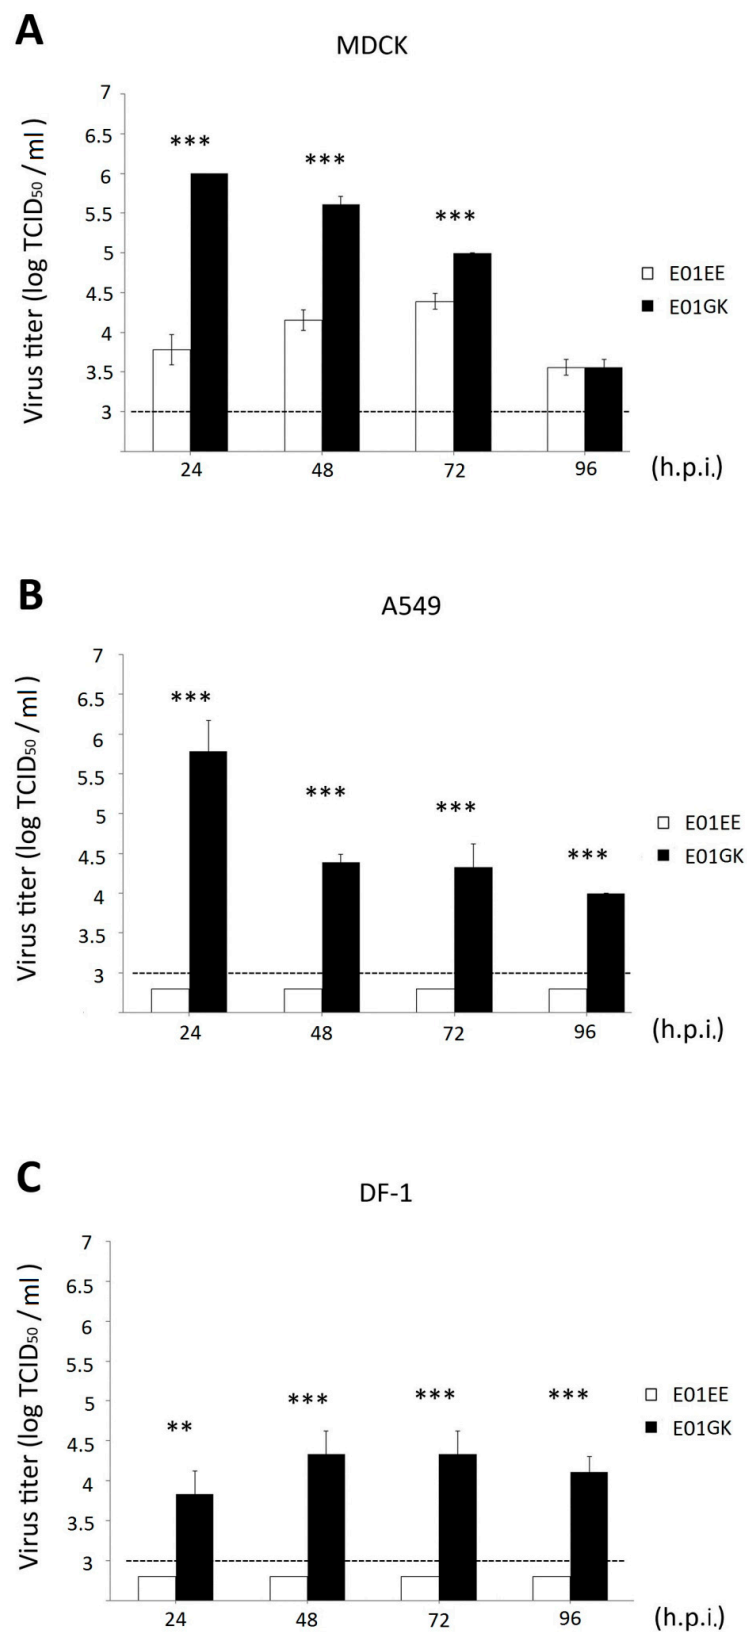 A
MDCK
Virus titer (log TCID50 / ml )
7
6.5
6
5.5
5
4.5
4
3.5
3
***
***
***
E01EE
E01GK
24 48 72 96 (h.p.i.)
B
A549
Virus titer (log TCID50 / ml )
7
6.5
6
5.5
5
4.5
4
3.5
3
***
***
***
***
E01EE
E01GK
24 48 72 96 (h.p.i.)
C
DF-1
Virus titer (log TCID50 / ml )
7
6.5
6
5.5
5
4.5
4
3.5
3
**
***
***
***
E01EE
E01GK
24 48 72 96 (h.p.i.)